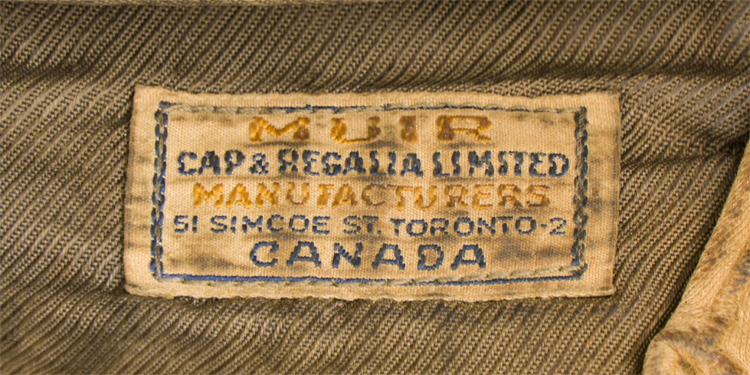 MUIR
CAP & REGALIA LIMITED
MANUFACTURERS
51 SIMCOE ST. TORONTO-2
CANADA